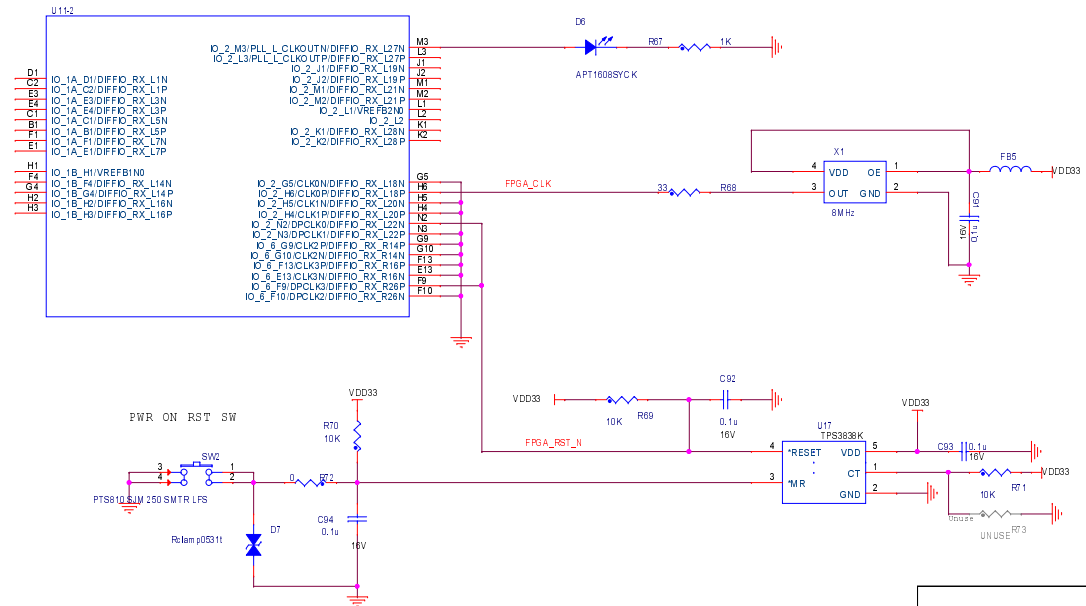 U11-2
D1 IO_1A_D1/DIFFIO_RX_L1N
C2 IO_1A_C2/DIFFIO_RX_L1P
E3 IO_1A_E3/DIFFIO_RX_L3N
E4 IO_1A_E4/DIFFIO_RX_L3P
C1 IO_1A_C1/DIFFIO_RX_L5N
B1 IO_1A_B1/DIFFIO_RX_L5P
F1 IO_1A_F1/DIFFIO_RX_L7N
E1 IO_1A_E1/DIFFIO_RX_L7P
H1 IO_1B_H1/VREFB1N0
F4 IO_1B_F4/DIFFIO_RX_L14N
G4 IO_1B_G4/DIFFIO_RX_L14P
H2 IO_1B_H2/DIFFIO_RX_L16N
H3 IO_1B_H3/DIFFIO_RX_L16P
IO_2_M3/PLL_L_CLKOUTN/DIFFIO_RX_L27N M3
IO_2_L3/PLL_L_CLKOUTP/DIFFIO_RX_L27P L3
IO_2_J1/DIFFIO_RX_L19N J1
IO_2_J2/DIFFIO_RX_L19P J2
IO_2_M1/DIFFIO_RX_L21N M1
IO_2_M2/DIFFIO_RX_L21P M2
IO_2_L1/VREFB2N0 L1
IO_2_L2 L2
IO_2_K1/DIFFIO_RX_L28N K1
IO_2_K2/DIFFIO_RX_L28P K2
IO_2_G5/CLK0N/DIFFIO_RX_L18N G5
IO_2_H6/CLK0P/DIFFIO_RX_L18P H6
IO_2_H5/CLK1N/DIFFIO_RX_L20N H5
IO_2_H4/CLK1P/DIFFIO_RX_L20P H4
IO_2_N2/DPCLK0/DIFFIO_RX_L22N N2
IO_2_N3/DPCLK1/DIFFIO_RX_L22P N3
IO_6_G9/CLK2P/DIFFIO_RX_R14P G9
IO_6_G10/CLK2N/DIFFIO_RX_R14N G10
IO_6_F13/CLK3P/DIFFIO_RX_R16P F13
IO_6_E13/CLK3N/DIFFIO_RX_R16N E13
IO_6_F9/DPCLK3/DIFFIO_RX_R26P F9
IO_6_F10/DPCLK2/DIFFIO_RX_R26N F10
D6
R67 1K
APT1608SYCK
FPGA_CLK 33 R68
X1
4 VDD OE 1
3 OUT GND 2
8MHz
FB5
VDD33
C91
0.1u
16V
VDD33
10K R69
C92
0.1u
16V
FPGA_RST_N
VDD33
U17
TPS3838K
4 *RESET VDD 5
CT 1
3 *MR
GND 2
C93 0.1u
16V
VDD33
10K R71
Unuse
UNUSE R73
PWR ON RST SW
VDD33
R70
10K
SW2
3 1
4 2
PTS810 SJM 250 SMTR LFS
0 R72
C94
0.1u
16V
D7
Rclamp0531t